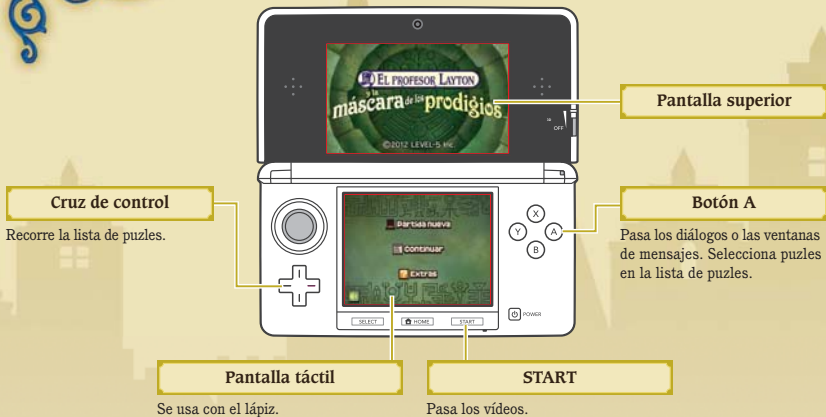 EL PROFESOR LAYTON
y la
máscara de los prodigios
©2012 LEVEL-5 Inc.
OFF
Pantalla superior
Cruz de control
Recorre la lista de puzles.
Partida nueva
Continuar
Extras
X
Y
A
B
Botón A
Pasa los diálogos o las ventanas
de mensajes. Selecciona puzles
en la lista de puzles.
SELECT
HOME
START
POWER
Pantalla táctil
Se usa con el lápiz.
START
Pasa los vídeos.